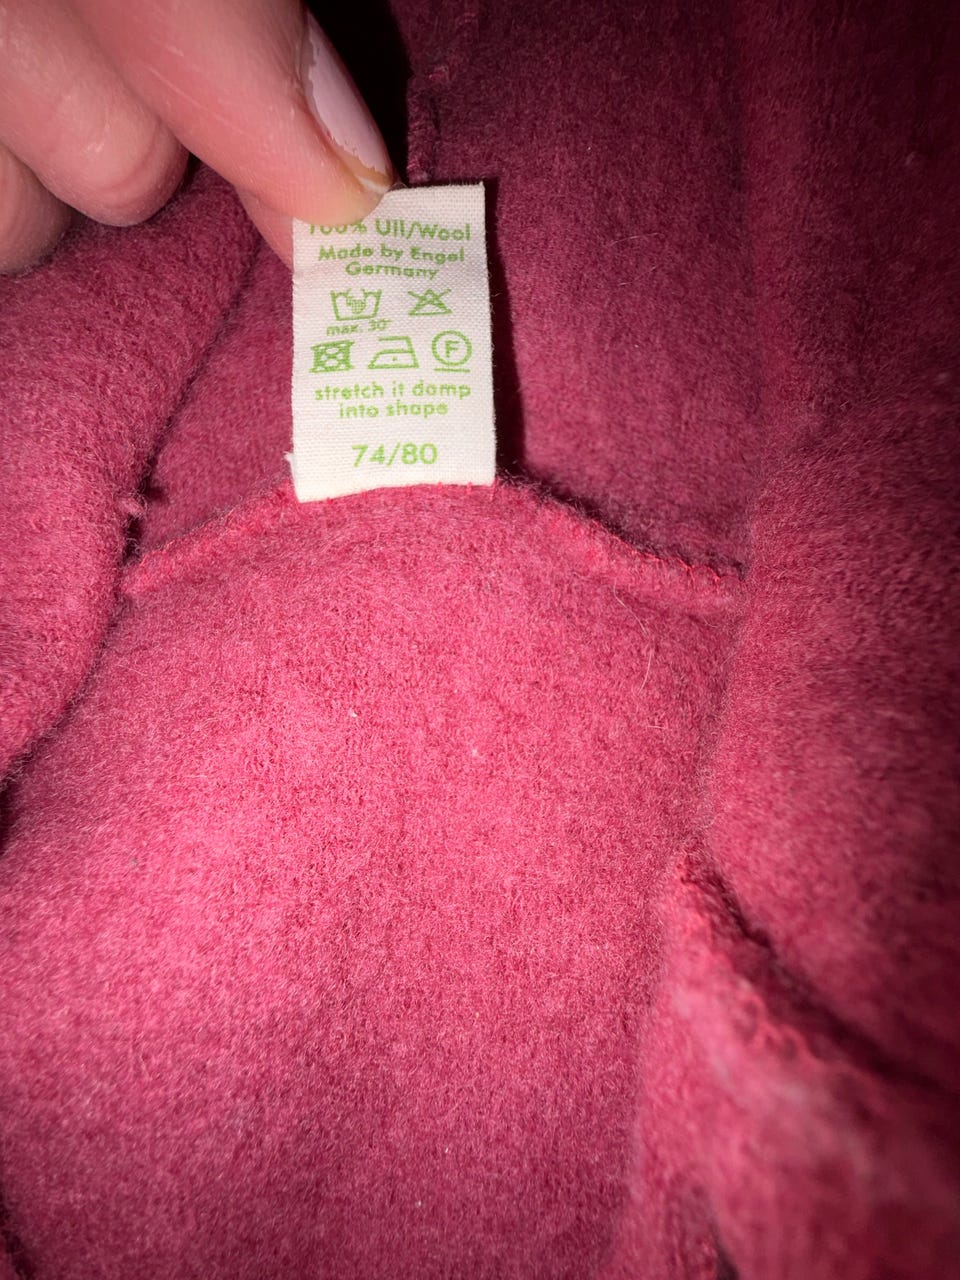 100% Ull/Wool
Made by Engel
Germany
max. 30°
F
stretch it damp
into shape
74/80